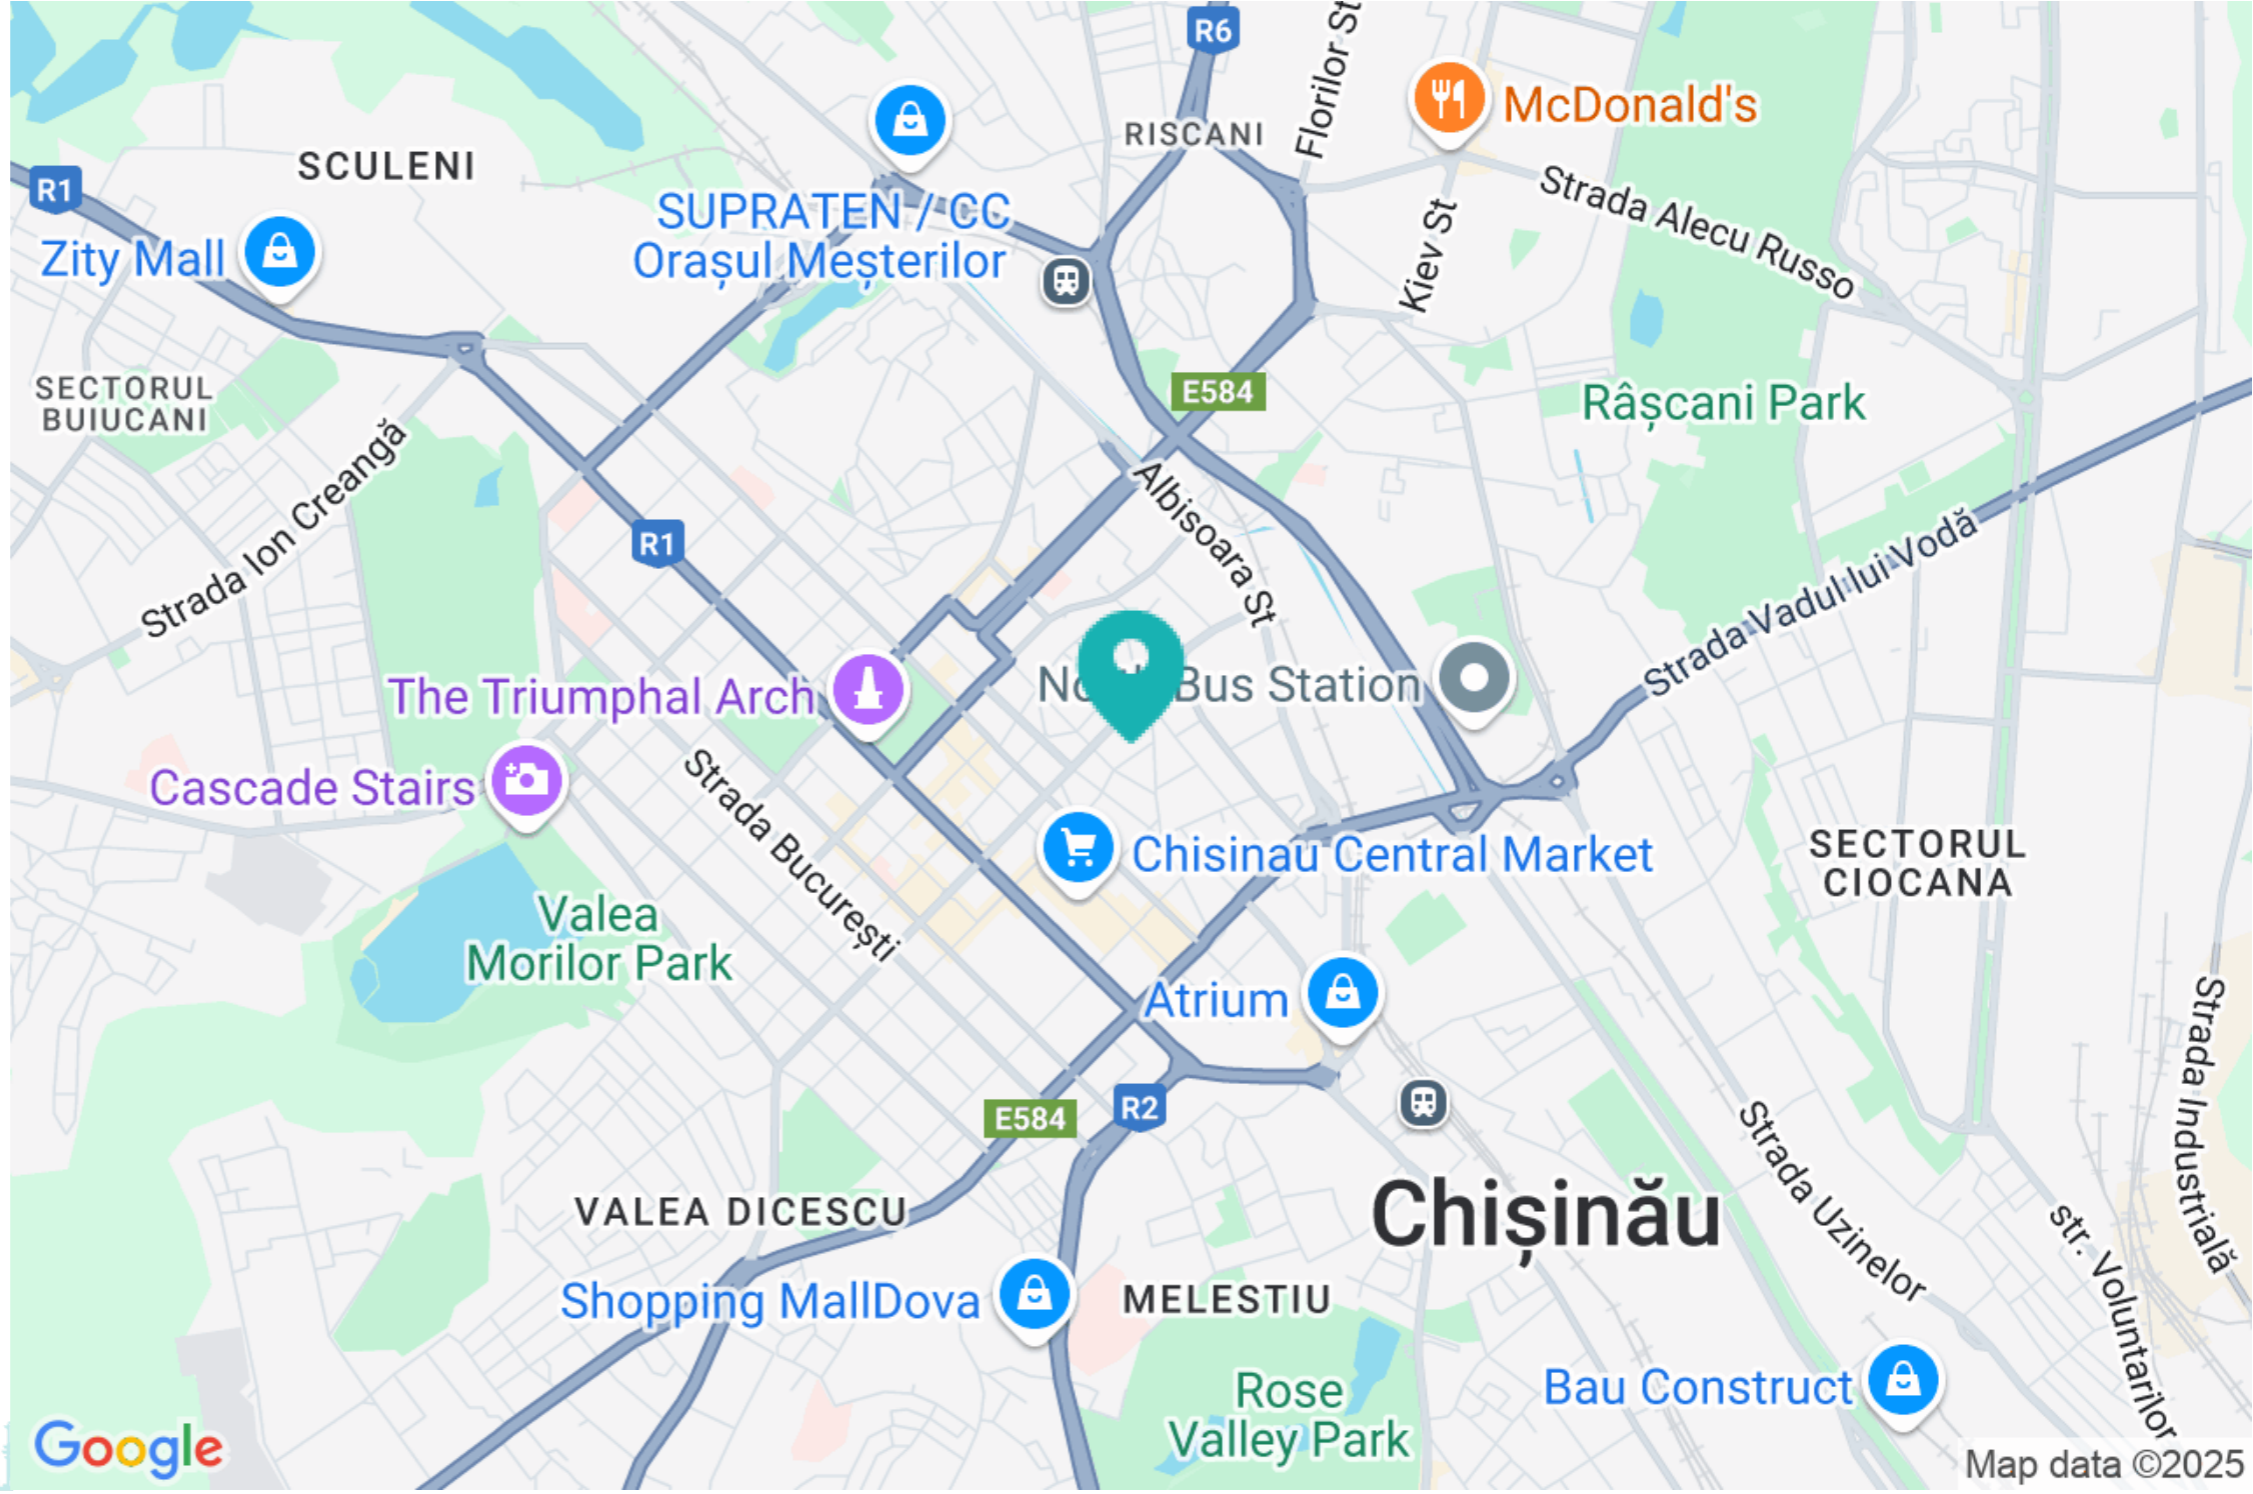 R6
Florilor St
McDonald's
RISCANI
SCULENI
Strada Alecu Russo
R1
SUPRATEN / CC
Orașul Meșterilor
Kiev St
Zity Mall
SECTORUL
BUIUCANI
E584
Râșcani Park
Strada Ion Creangă
Albisoara St
R1
Strada Vadul lui Vodă
Bus Station
The Triumphal Arch
Cascade Stairs
Strada București
Chisinau Central Market
SECTORUL
CIOCANA
Valea
Morilor Park
Atrium
Strada Industrială
E584
R2
Strada Uzinelor
VALEA DICESCU
Chișinău
str. Voluntarilor
Shopping MallDova
MELESTIU
Rose
Valley Park
Bau Construct
Google
Map data ©2025